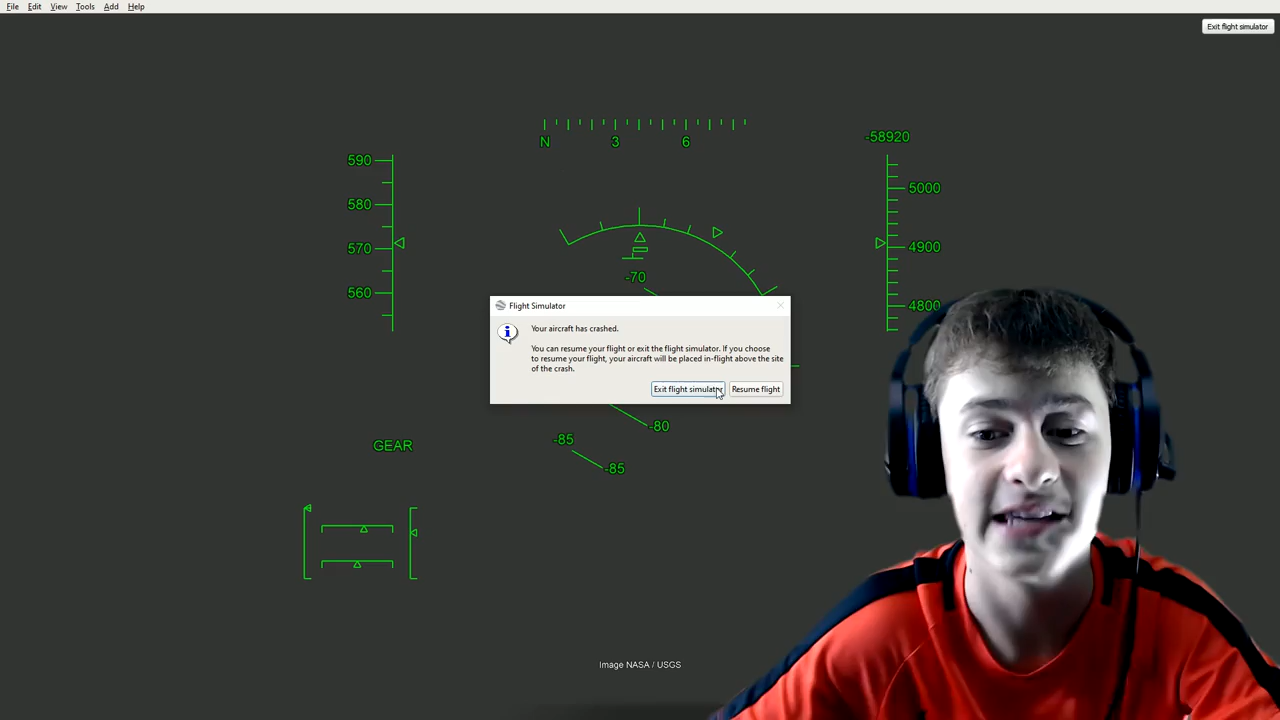 File Edit View Tools Add Help
Exit flight simulator
-58920
N 3 6
590
580
570
560
5000
4900
4800
-70
Flight Simulator
Your aircraft has crashed.
You can resume your flight or exit the flight simulator. If you choose
to resume your flight, your aircraft will be placed in-flight above the site
of the crash.
Exit flight simulator Resume flight
-80
-85
-85
GEAR
Image NASA / USGS